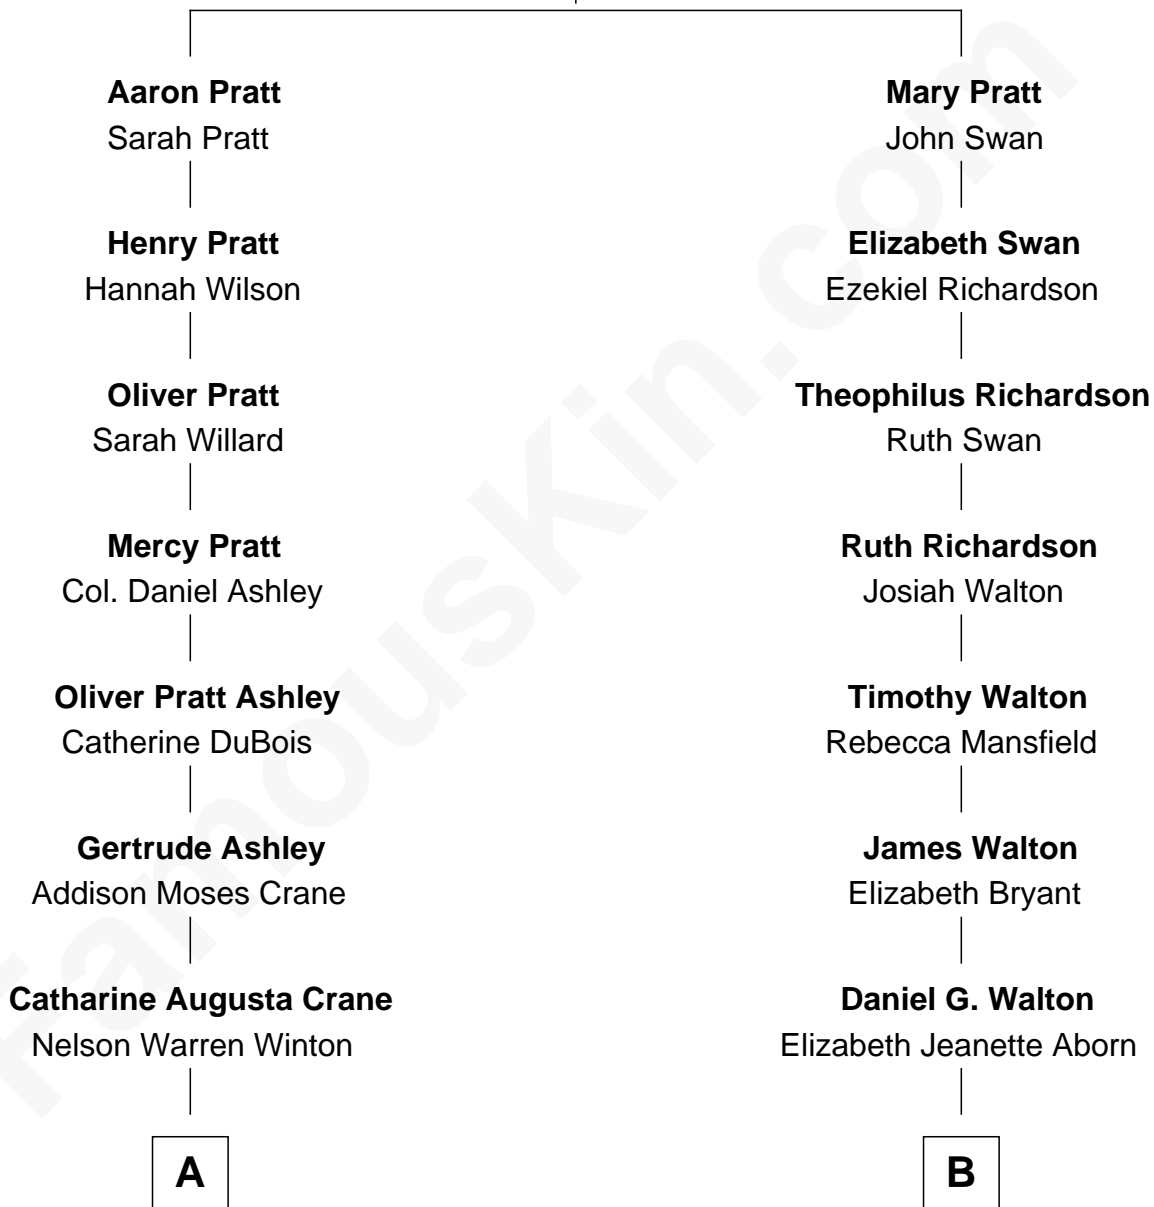 Aaron Pratt
Sarah Pratt
Mary Pratt
John Swan
Henry Pratt
Hannah Wilson
Elizabeth Swan
Ezekiel Richardson
Oliver Pratt
Sarah Willard
Theophilus Richardson
Ruth Swan
Mercy Pratt
Col. Daniel Ashley
Ruth Richardson
Josiah Walton
Oliver Pratt Ashley
Catherine DuBois
Timothy Walton
Rebecca Mansfield
Gertrude Ashley
Addison Moses Crane
James Walton
Elizabeth Bryant
Catharine Augusta Crane
Nelson Warren Winton
Daniel G. Walton
Elizabeth Jeanette Aborn
A
B
FamousKin.com